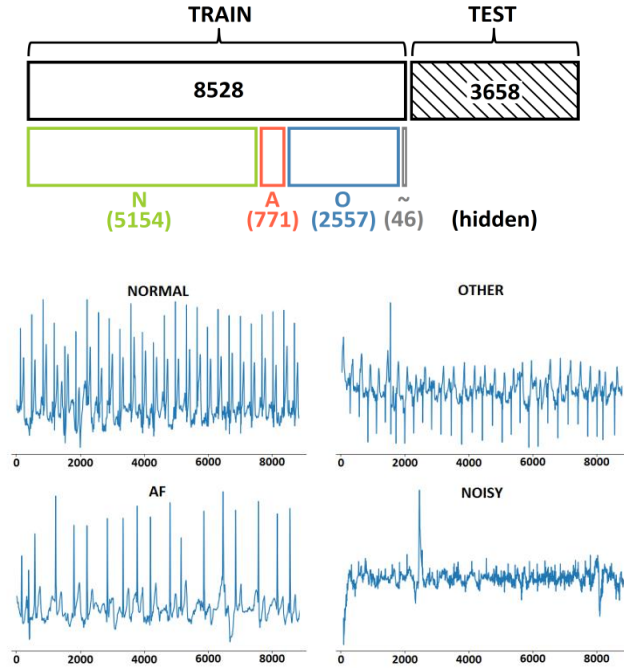 TRAIN TEST
8528 3658
N A O ~
(5154) (771) (2557) (46) (hidden)
NORMAL OTHER
0 2000 4000 6000 8000 0 2000 4000 6000 8000
AF NOISY
0 2000 4000 6000 8000 0 2000 4000 6000 8000